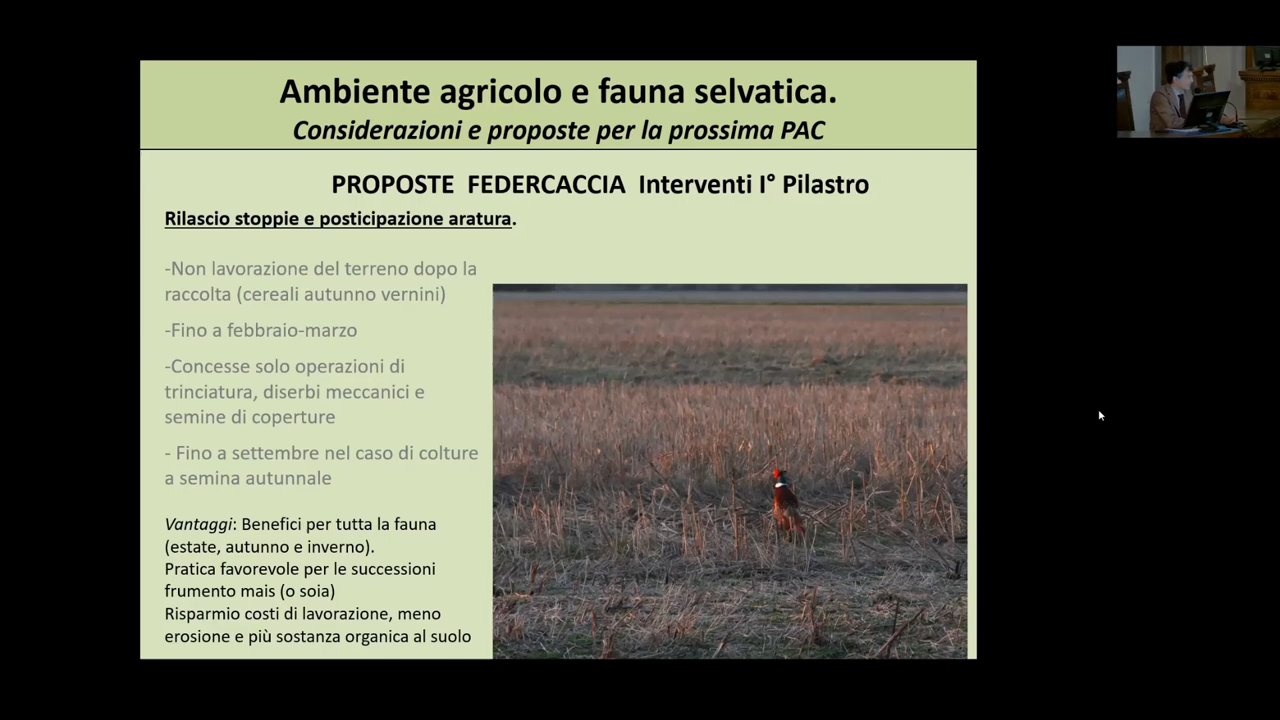 Ambiente agricolo e fauna selvatica.
Considerazioni e proposte per la prossima PAC
PROPOSTE FEDERCACCIA Interventi I° Pilastro
Rilascio stoppie e posticipazione aratura.
-Non lavorazione del terreno dopo la
raccolta (cereali autunno vernini)
-Fino a febbraio-marzo
-Concesse solo operazioni di
trinciatura, diserbi meccanici e
semine di coperture
- Fino a settembre nel caso di colture
a semina autunnale
Vantaggi: Benefici per tutta la fauna
(estate, autunno e inverno).
Pratica favorevole per le successioni
frumento mais (o soia)
Risparmio costi di lavorazione, meno
erosione e più sostanza organica al suolo